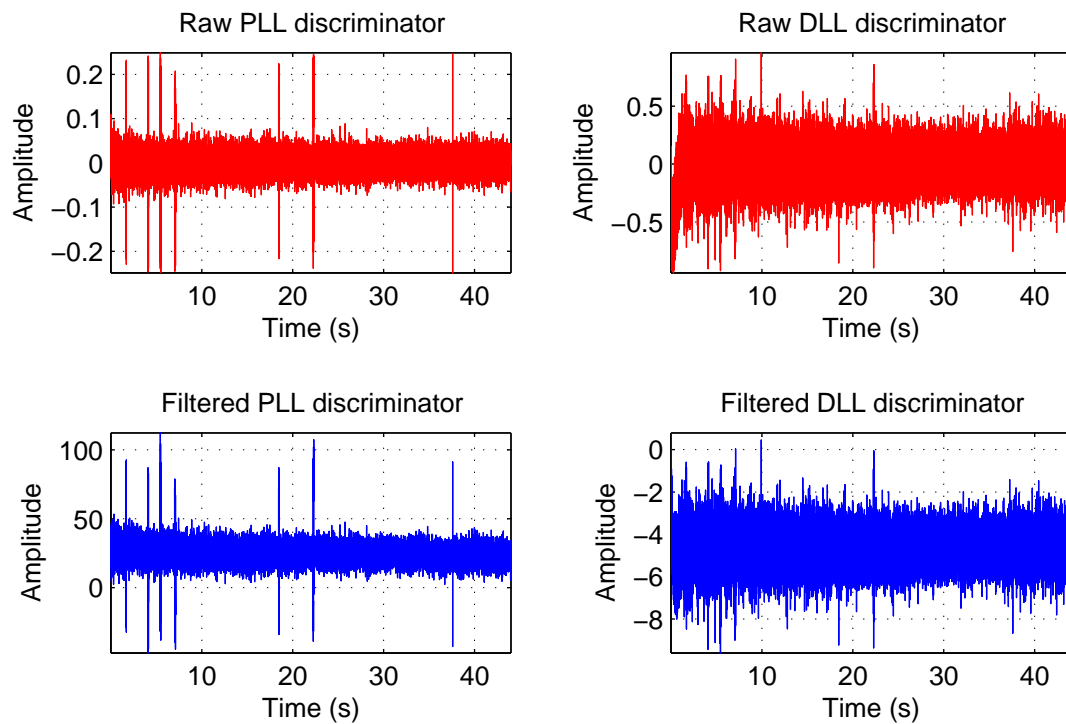 Raw PLL discriminator
0.2
0.1
0
−0.1
−0.2
Amplitude
10 20 30 40
Time (s)
Raw DLL discriminator
0.5
0
−0.5
Amplitude
10 20 30 40
Time (s)
Filtered PLL discriminator
100
50
0
Amplitude
10 20 30 40
Time (s)
Filtered DLL discriminator
0
−2
−4
−6
−8
Amplitude
10 20 30 40
Time (s)